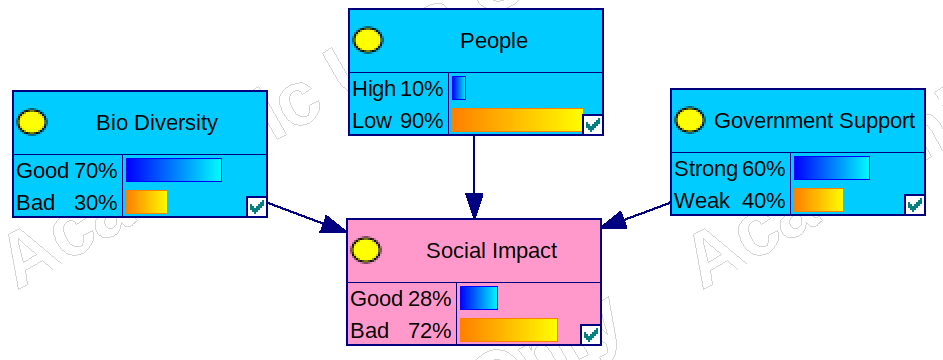 People
High 10%
Low 90%
Bio Diversity
Good 70%
Bad 30%
Government Support
Strong 60%
Weak 40%
Social Impact
Good 28%
Bad 72%